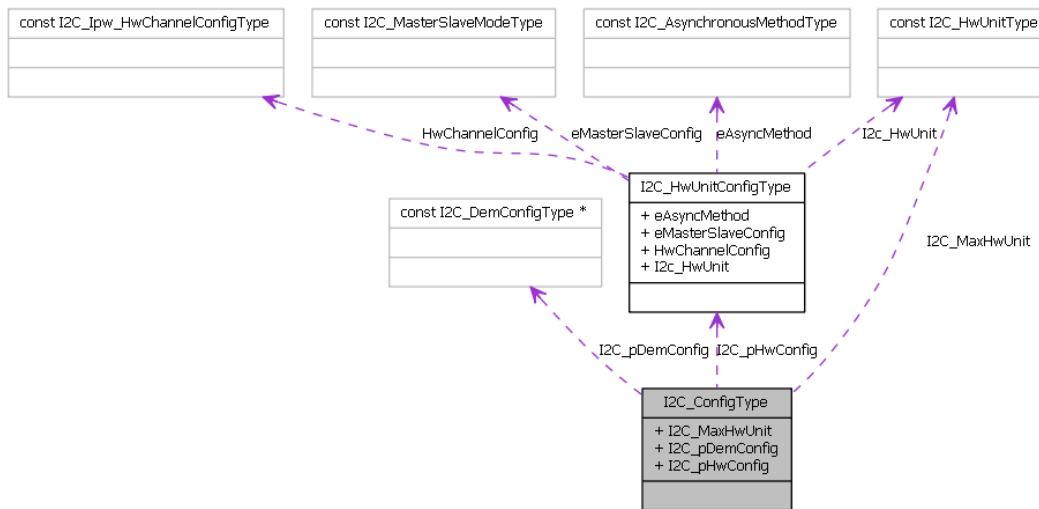 const I2C_Ipw_HwChannelConfigType
const I2C_MasterSlaveModeType
const I2C_AsynchronousMethodType
const I2C_HwUnitType
HwChannelConfig
eMasterSlaveConfig
eAsyncMethod
I2c_HwUnit
I2C_HwUnitConfigType
+ eAsyncMethod
+ eMasterSlaveConfig
+ HwChannelConfig
+ I2c_HwUnit
const I2C_DemConfigType *
I2C_MaxHwUnit
I2C_pDemConfig
I2C_pHwConfig
I2C_ConfigType
+ I2C_MaxHwUnit
+ I2C_pDemConfig
+ I2C_pHwConfig